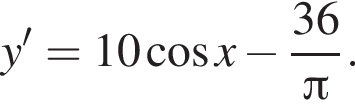 y′ = 10 cos x − 36/π.